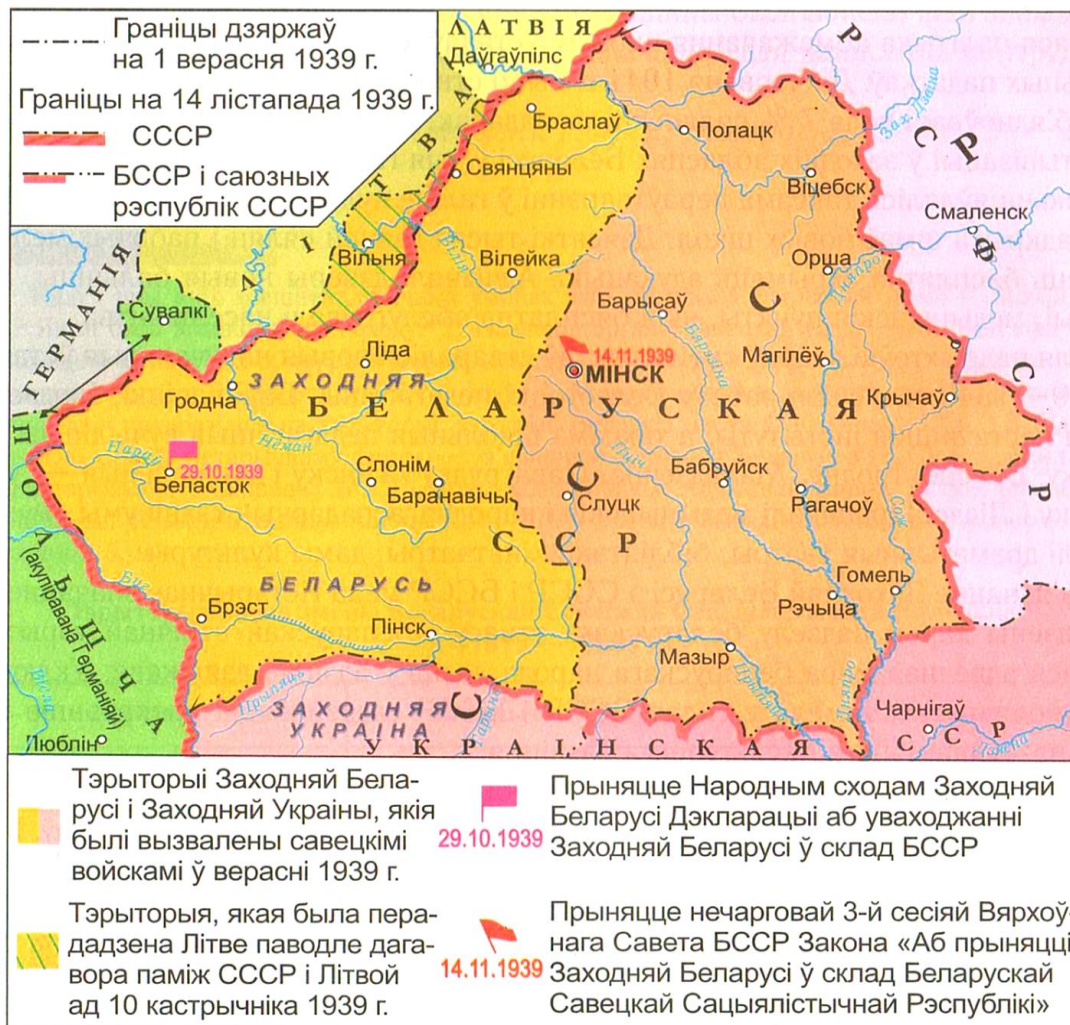 Граніцы дзяржаў
на 1 верасня 1939 г.
Граніцы на 14 лістапада 1939 г.
СССР
БССР і саюзных
рэспублік СССР
ЛАТВІЯ
Даўгаўпілс
ЛІТВА
Браслаў
Полацк
Зах. Дзвіна
Свянцяны
Віцебск
Смаленск
РСФСР
ГЕРМАНІЯ
Вільня
Вілія
Вілейка
Орша
Дняпро
Сувалкі
Барысаў
Бярэзіна
14.11.1939
Ліда
МІНСК
Магілёў
ЗАХОДНЯЯ
Гродна
БЕЛАРУСКАЯ
Крычаў
Нёман
Нараў
29.10.1939
Беласток
Слонім
Баранавічы
Пціч
Бабруйск
Слуцк
Рагачоў
Сож
ССР
СССР
ПОЛЬШЧА
(акупіравана Германіяй)
Буг
БЕЛАРУСЬ
Брэст
Пінск
Гомель
Рэчыца
Мазыр
Прыпяць
Прыпяць
Дняпро
Гарынь
ЗАХОДНЯЯ
УКРАІНА
Чарнігаў
Вісла
Люблін
УКРАІНСКАЯ ССР
Дзясна
Тэрыторыі Заходняй Бела-
русі і Заходняй Украіны, якія
былі вызвалены савецкімі
войскамі ў верасні 1939 г.
29.10.1939
Прыняцце Народным сходам Заходняй
Беларусі Дэкларацыі аб уваходжанні
Заходняй Беларусі ў склад БССР
Тэрыторыя, якая была пера-
дадзена Літве паводле дага-
вора паміж СССР і Літвой
ад 10 кастрычніка 1939 г.
14.11.1939
Прыняцце нечарговай 3-й сесіяй Вярхоў-
нага Савета БССР Закона «Аб прыняцці
Заходняй Беларусі ў склад Беларускай
Савецкай Сацыялістычнай Рэспублікі»